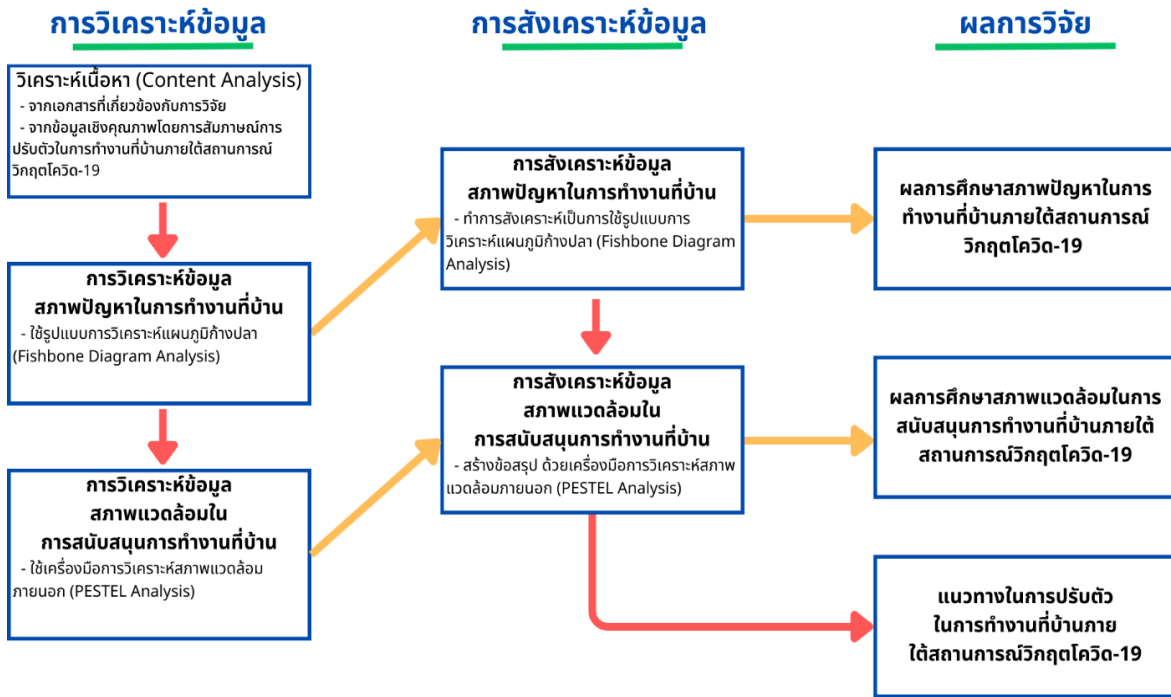 การวิเคราะห์ข้อมูล
วิเคราะห์เนื้อหา (Content Analysis)
- จากเอกสารที่เกี่ยวข้องกับการวิจัย
- จากข้อมูลเชิงคุณภาพโดยการสัมภาษณ์การ
ปรับตัวในการทำงานที่บ้านภายใต้สถานการณ์
วิกฤตโควิด-19
การวิเคราะห์ข้อมูล
สภาพปัญหาในการทำงานที่บ้าน
- ใช้รูปแบบการวิเคราะห์แผนภูมิก้างปลา
(Fishbone Diagram Analysis)
การวิเคราะห์ข้อมูล
สภาพแวดล้อมใน
การสนับสนุนการทำงานที่บ้าน
- ใช้เครื่องมือการวิเคราะห์สภาพแวดล้อม
ภายนอก (PESTEL Analysis)
การสังเคราะห์ข้อมูล
การสังเคราะห์ข้อมูล
สภาพปัญหาในการทำงานที่บ้าน
- ทำการสังเคราะห์เป็นการใช้รูปแบบการ
วิเคราะห์แผนภูมิก้างปลา (Fishbone Diagram
Analysis)
การสังเคราะห์ข้อมูล
สภาพแวดล้อมใน
การสนับสนุนการทำงานที่บ้าน
- สร้างข้อสรุป ด้วยเครื่องมือการวิเคราะห์สภาพ
แวดล้อมภายนอก (PESTEL Analysis)
ผลการวิจัย
ผลการศึกษาสภาพปัญหาในการ
ทำงานที่บ้านภายใต้สถานการณ์
วิกฤตโควิด-19
ผลการศึกษาสภาพแวดล้อมในการ
สนับสนุนการทำงานที่บ้านภายใต้
สถานการณ์วิกฤตโควิด-19
แนวทางในการปรับตัว
ในการทำงานที่บ้านภาย
ใต้สถานการณ์วิกฤตโควิด-19